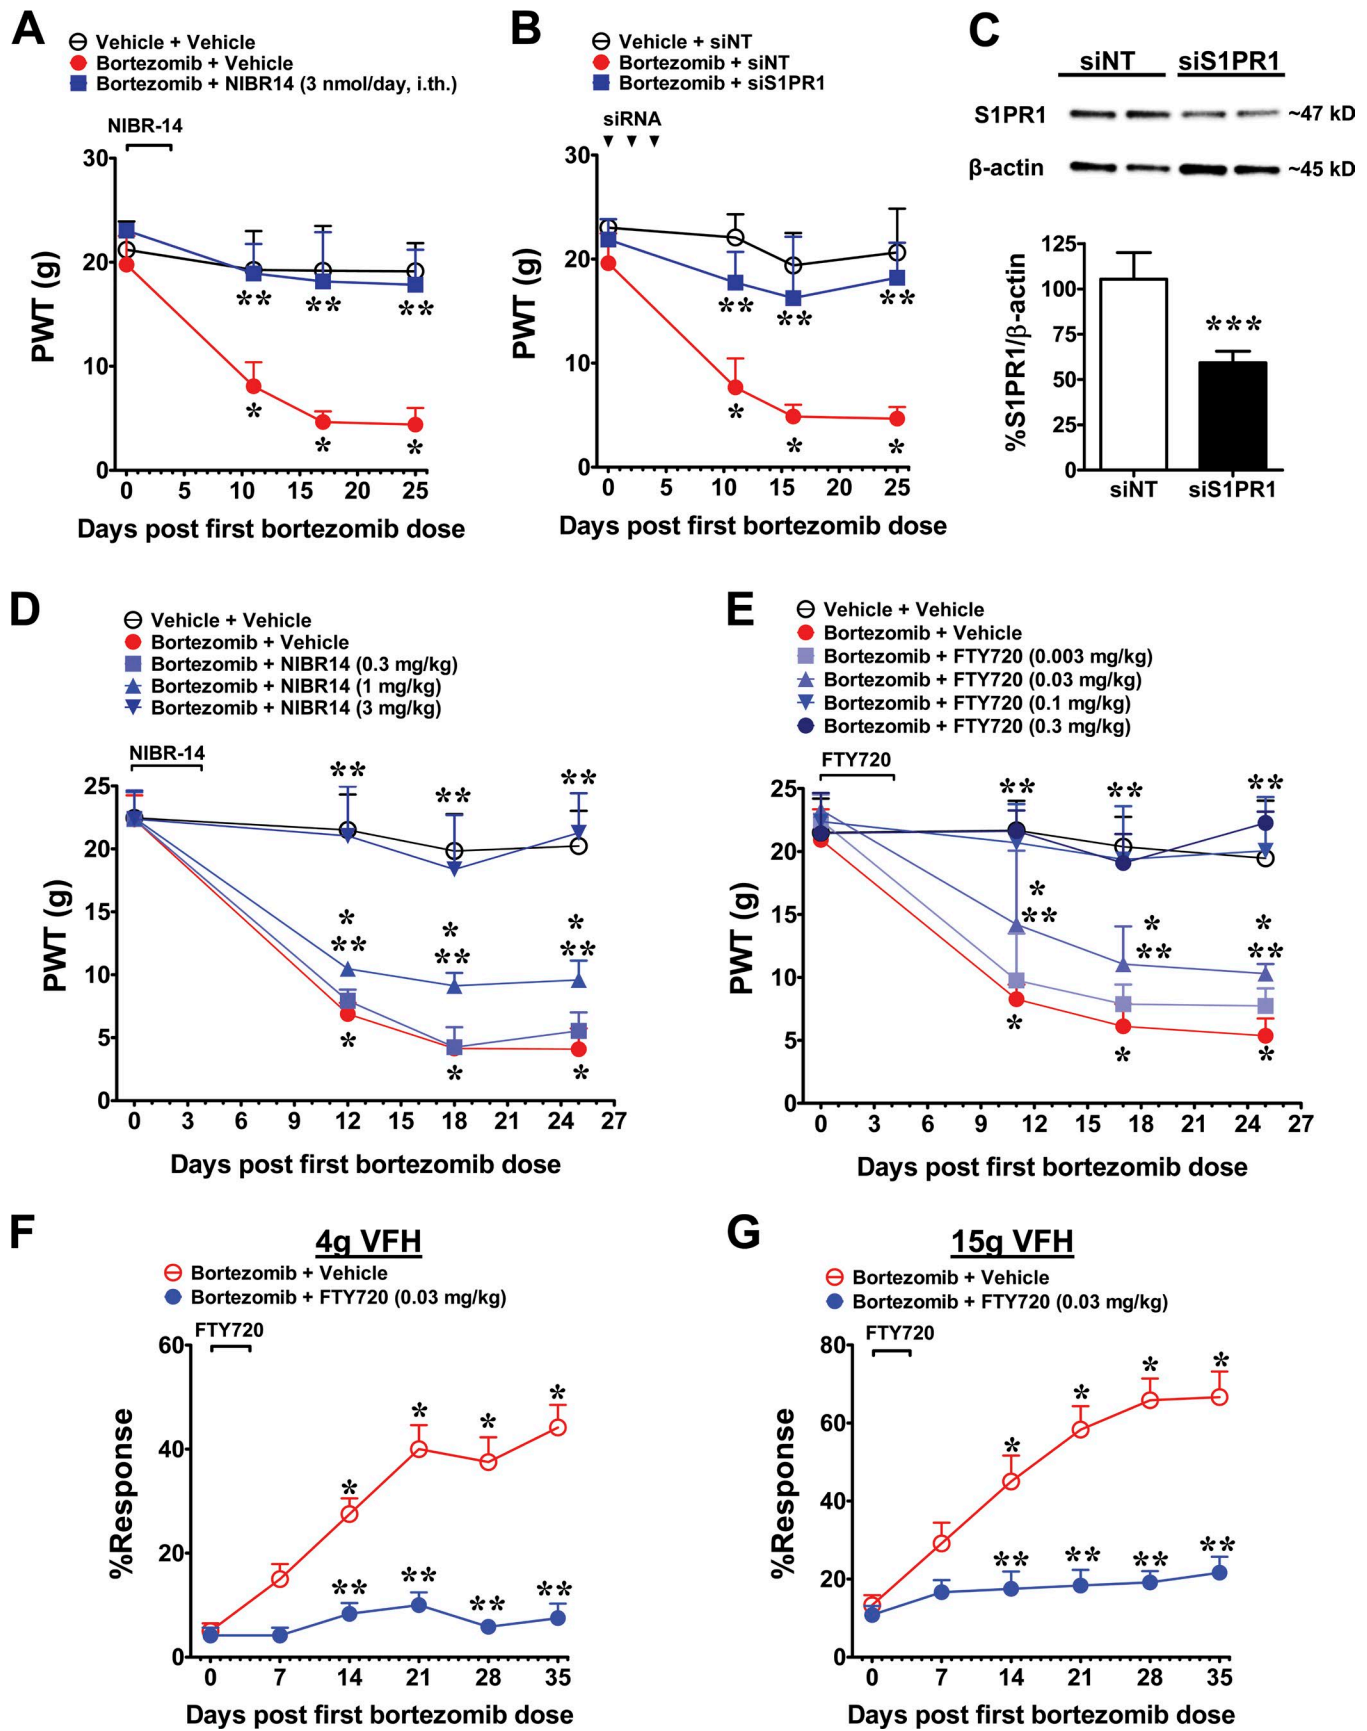 A
Vehicle + Vehicle
Bortezomib + Vehicle
Bortezomib + NIBR14 (3 nmol/day, i.th.)
NIBR-14
30
20
10
0
PWT (g)
** ** **
* * *
0 5 10 15 20 25
Days post first bortezomib dose
B
Vehicle + siNT
Bortezomib + siNT
Bortezomib + siS1PR1
siRNA
30
20
10
0
PWT (g)
** ** **
* * *
0 5 10 15 20 25
Days post first bortezomib dose
C
siNT siS1PR1
S1PR1 ~47 kD
β-actin ~45 kD
125
100
75
50
25
0
%S1PR1/β-actin
***
siNT siS1PR1
D
Vehicle + Vehicle
Bortezomib + Vehicle
Bortezomib + NIBR14 (0.3 mg/kg)
Bortezomib + NIBR14 (1 mg/kg)
Bortezomib + NIBR14 (3 mg/kg)
NIBR-14
25
20
15
10
5
0
PWT (g)
** ** **
* * *
** ** **
* * *
0 3 6 9 12 15 18 21 24 27
Days post first bortezomib dose
E
Vehicle + Vehicle
Bortezomib + Vehicle
Bortezomib + FTY720 (0.003 mg/kg)
Bortezomib + FTY720 (0.03 mg/kg)
Bortezomib + FTY720 (0.1 mg/kg)
Bortezomib + FTY720 (0.3 mg/kg)
FTY720
25
20
15
10
5
0
PWT (g)
** ** **
* * *
** ** **
* * *
0 3 6 9 12 15 18 21 24 27
Days post first bortezomib dose
F
4g VFH
Bortezomib + Vehicle
Bortezomib + FTY720 (0.03 mg/kg)
FTY720
60
40
20
0
%Response
* * * *
** ** ** **
0 7 14 21 28 35
Days post first bortezomib dose
G
15g VFH
Bortezomib + Vehicle
Bortezomib + FTY720 (0.03 mg/kg)
FTY720
80
60
40
20
0
%Response
* * * *
** ** ** **
0 7 14 21 28 35
Days post first bortezomib dose